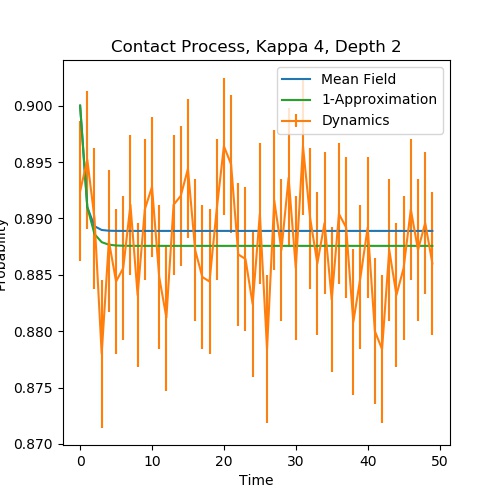 Contact Process, Kappa 4, Depth 2
Mean Field
1-Approximation
Dynamics
0.900
0.895
0.890
0.885
0.880
0.875
0.870
Probability
0 10 20 30 40 50
Time